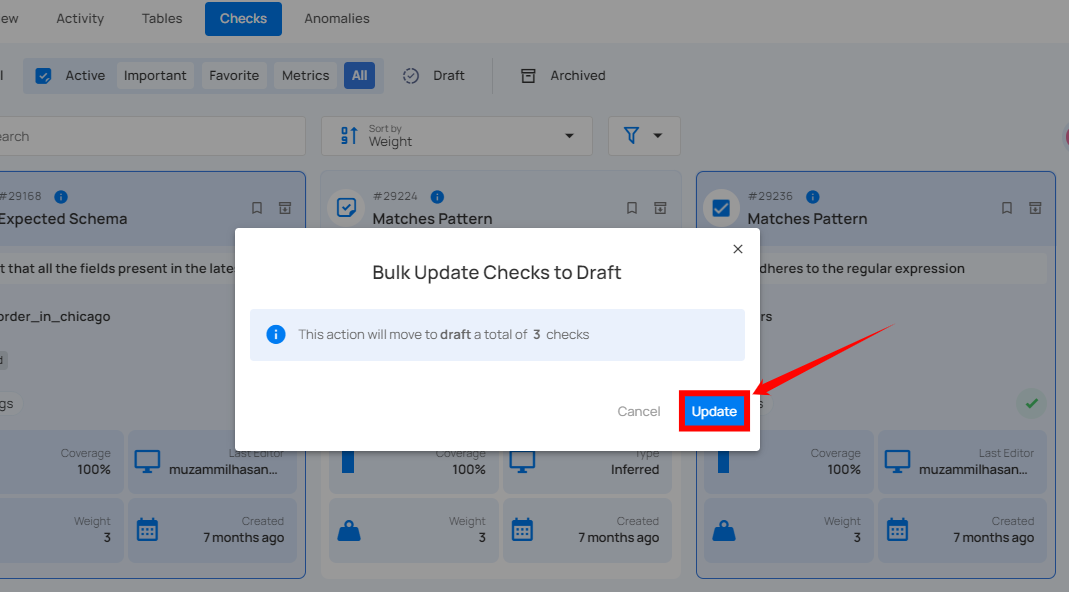 ew Activity Tables Checks Anomalies
Active Important Favorite Metrics All Draft Archived
earch
Sort by
Weight
#29168
Expected Schema
#29224
Matches Pattern
#29236
Matches Pattern
t that all the fields present in the late
dheres to the regular expression
order_in_chicago
rs
d
gs
s
Bulk Update Checks to Draft
This action will move to draft a total of 3 checks
Cancel Update
Coverage
100%
Last Editor
muzammilhasan...
Coverage
100%
Type
Inferred
Coverage
100%
Last Editor
muzammilhasan...
Weight
3
Created
7 months ago
Weight
3
Created
7 months ago
Weight
3
Created
7 months ago